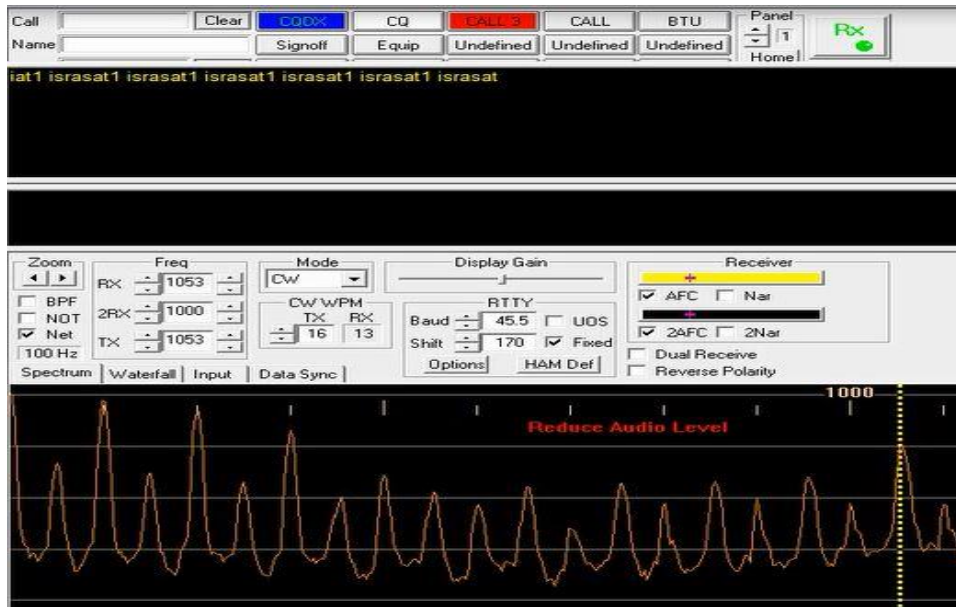 Call Clear CQDX CQ CALL 3 CALL BTU Panel
Name Signoff Equip Undefined Undefined Undefined 1 Rx
Home
iat1 israsat1 israsat1 israsat1 israsat1 israsat1 israsat
Zoom Freq Mode Display Gain Receiver
RX 1053 CW
BPF CW WPM RTTY AFC Nar
NOT 2RX 1000 TX RX Baud 45.5 UOS
Net TX 1053 16 13 Shift 170 Fixed 2AFC 2Nar
100 Hz Options HAM Def Dual Receive
Spectrum Waterfall Input Data Sync Reverse Polarity
1000
Reduce Audio Level